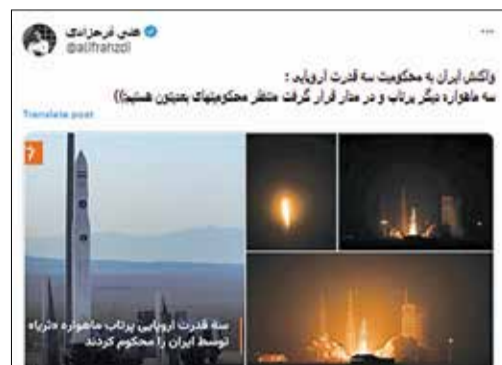 علی فرحزادی
@alifrahzdi
واکنش ایران به محکومیت سه قدرت اروپایی :
سه ماهواره دیگر پرتاب و در مدار قرار گرفت منتظر محکومیتهای بعدیتون هستیم:))
Translate post
سه قدرت اروپایی پرتاب ماهواره «ثریا»
توسط ایران را محکوم کردند